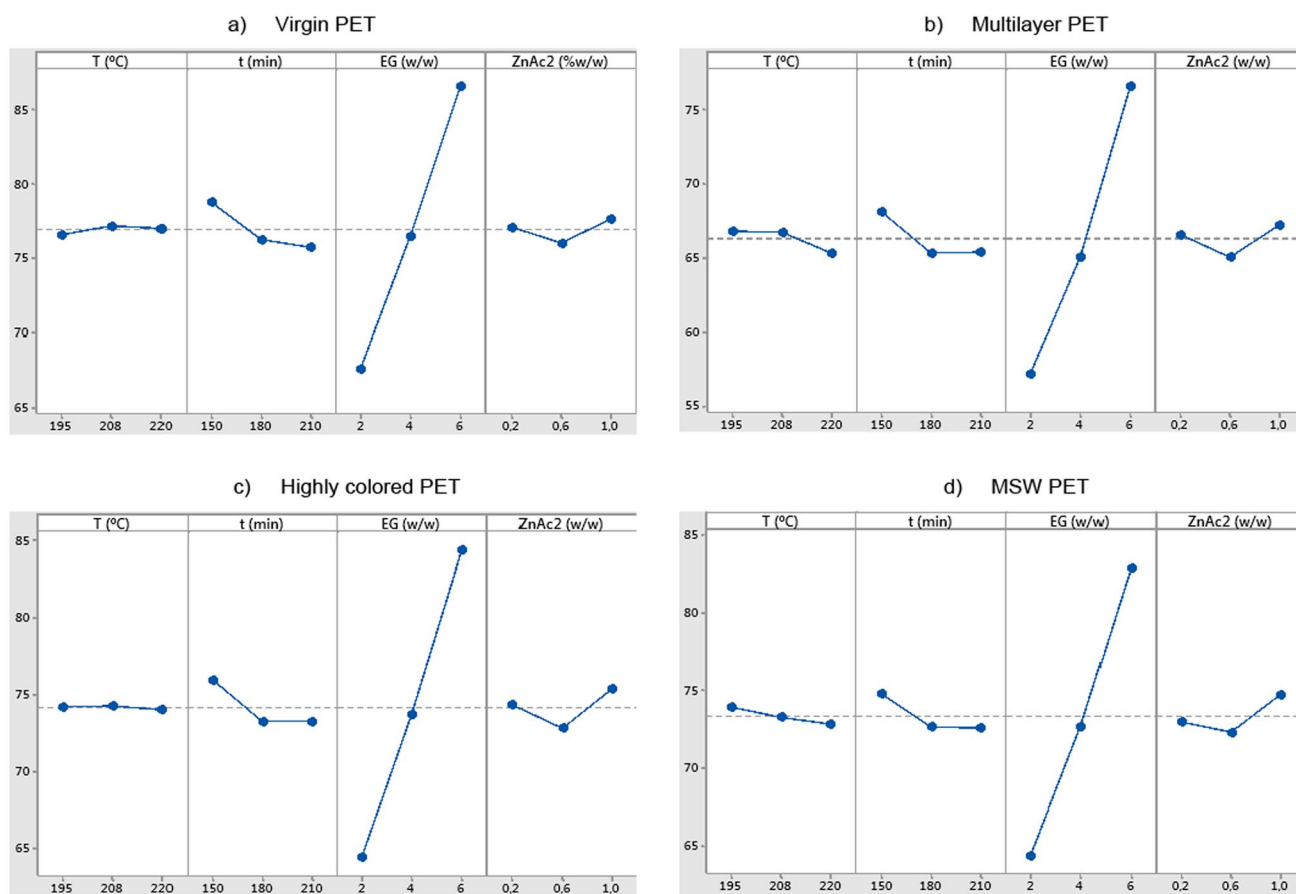 a) Virgin PET
T (ºC) t (min) EG (w/w) ZnAc2 (%w/w)
85
80
75
70
65
195 208 220 150 180 210 2 4 6 0,2 0,6 1,0
b) Multilayer PET
T (ºC) t (min) EG (w/w) ZnAc2 (w/w)
75
70
65
60
55
195 208 220 150 180 210 2 4 6 0,2 0,6 1,0
c) Highly colored PET
T (ºC) t (min) EG (w/w) ZnAc2 (w/w)
85
80
75
70
65
195 208 220 150 180 210 2 4 6 0,2 0,6 1,0
d) MSW PET
T (ºC) t (min) EG (w/w) ZnAc2 (w/w)
85
80
75
70
65
195 208 220 150 180 210 2 4 6 0,2 0,6 1,0